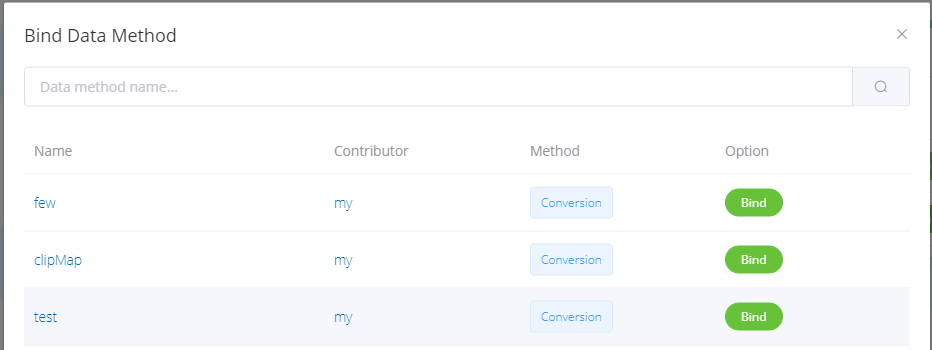 Bind Data Method
Data method name...
Name Contributor Method Option
few my Conversion Bind
clipMap my Conversion Bind
test my Conversion Bind